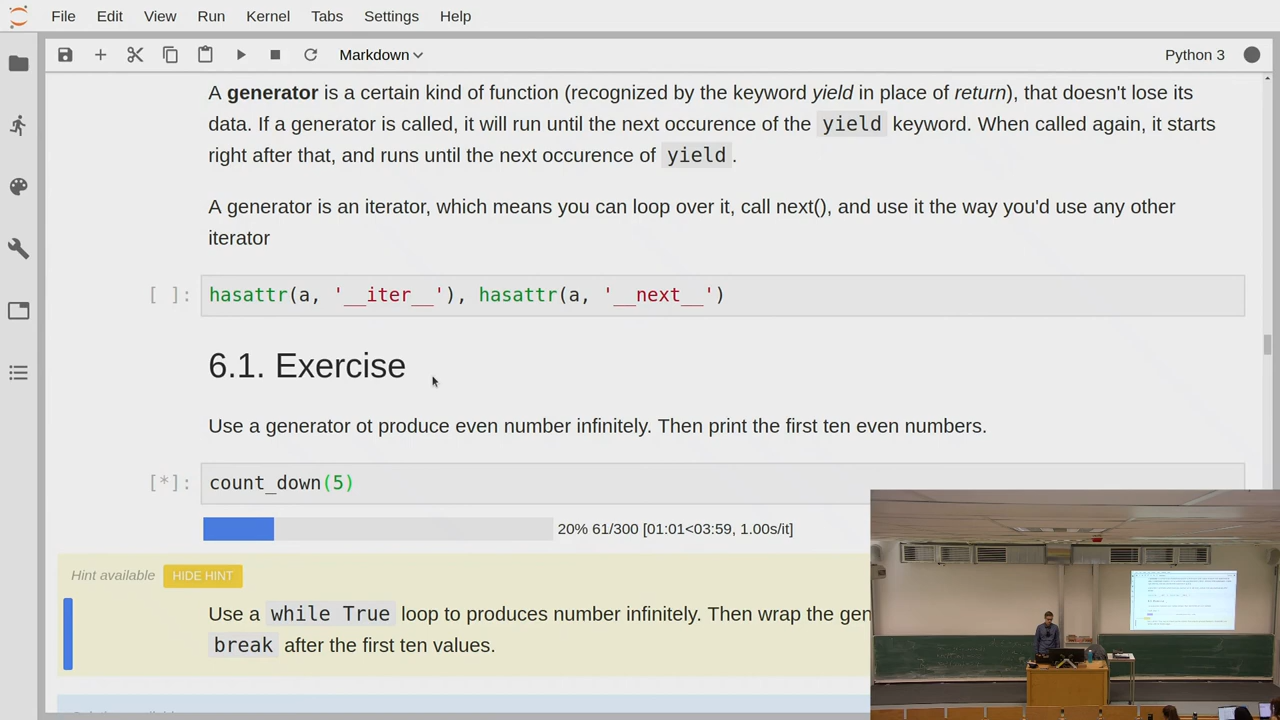 File Edit View Run Kernel Tabs Settings Help
Markdown Python 3
A generator is a certain kind of function (recognized by the keyword yield in place of return), that doesn't lose its
data. If a generator is called, it will run until the next occurence of the yield keyword. When called again, it starts
right after that, and runs until the next occurence of yield.
A generator is an iterator, which means you can loop over it, call next(), and use it the way you'd use any other
iterator
[ ]: hasattr(a, '__iter__'), hasattr(a, '__next__')
6.1. Exercise
Use a generator ot produce even number infinitely. Then print the first ten even numbers.
[*]: count_down(5)
20% 61/300 [01:01<03:59, 1.00s/it]
Hint available HIDE HINT
Use a while True loop to produces number infinitely. Then wrap the gen
break after the first ten values.